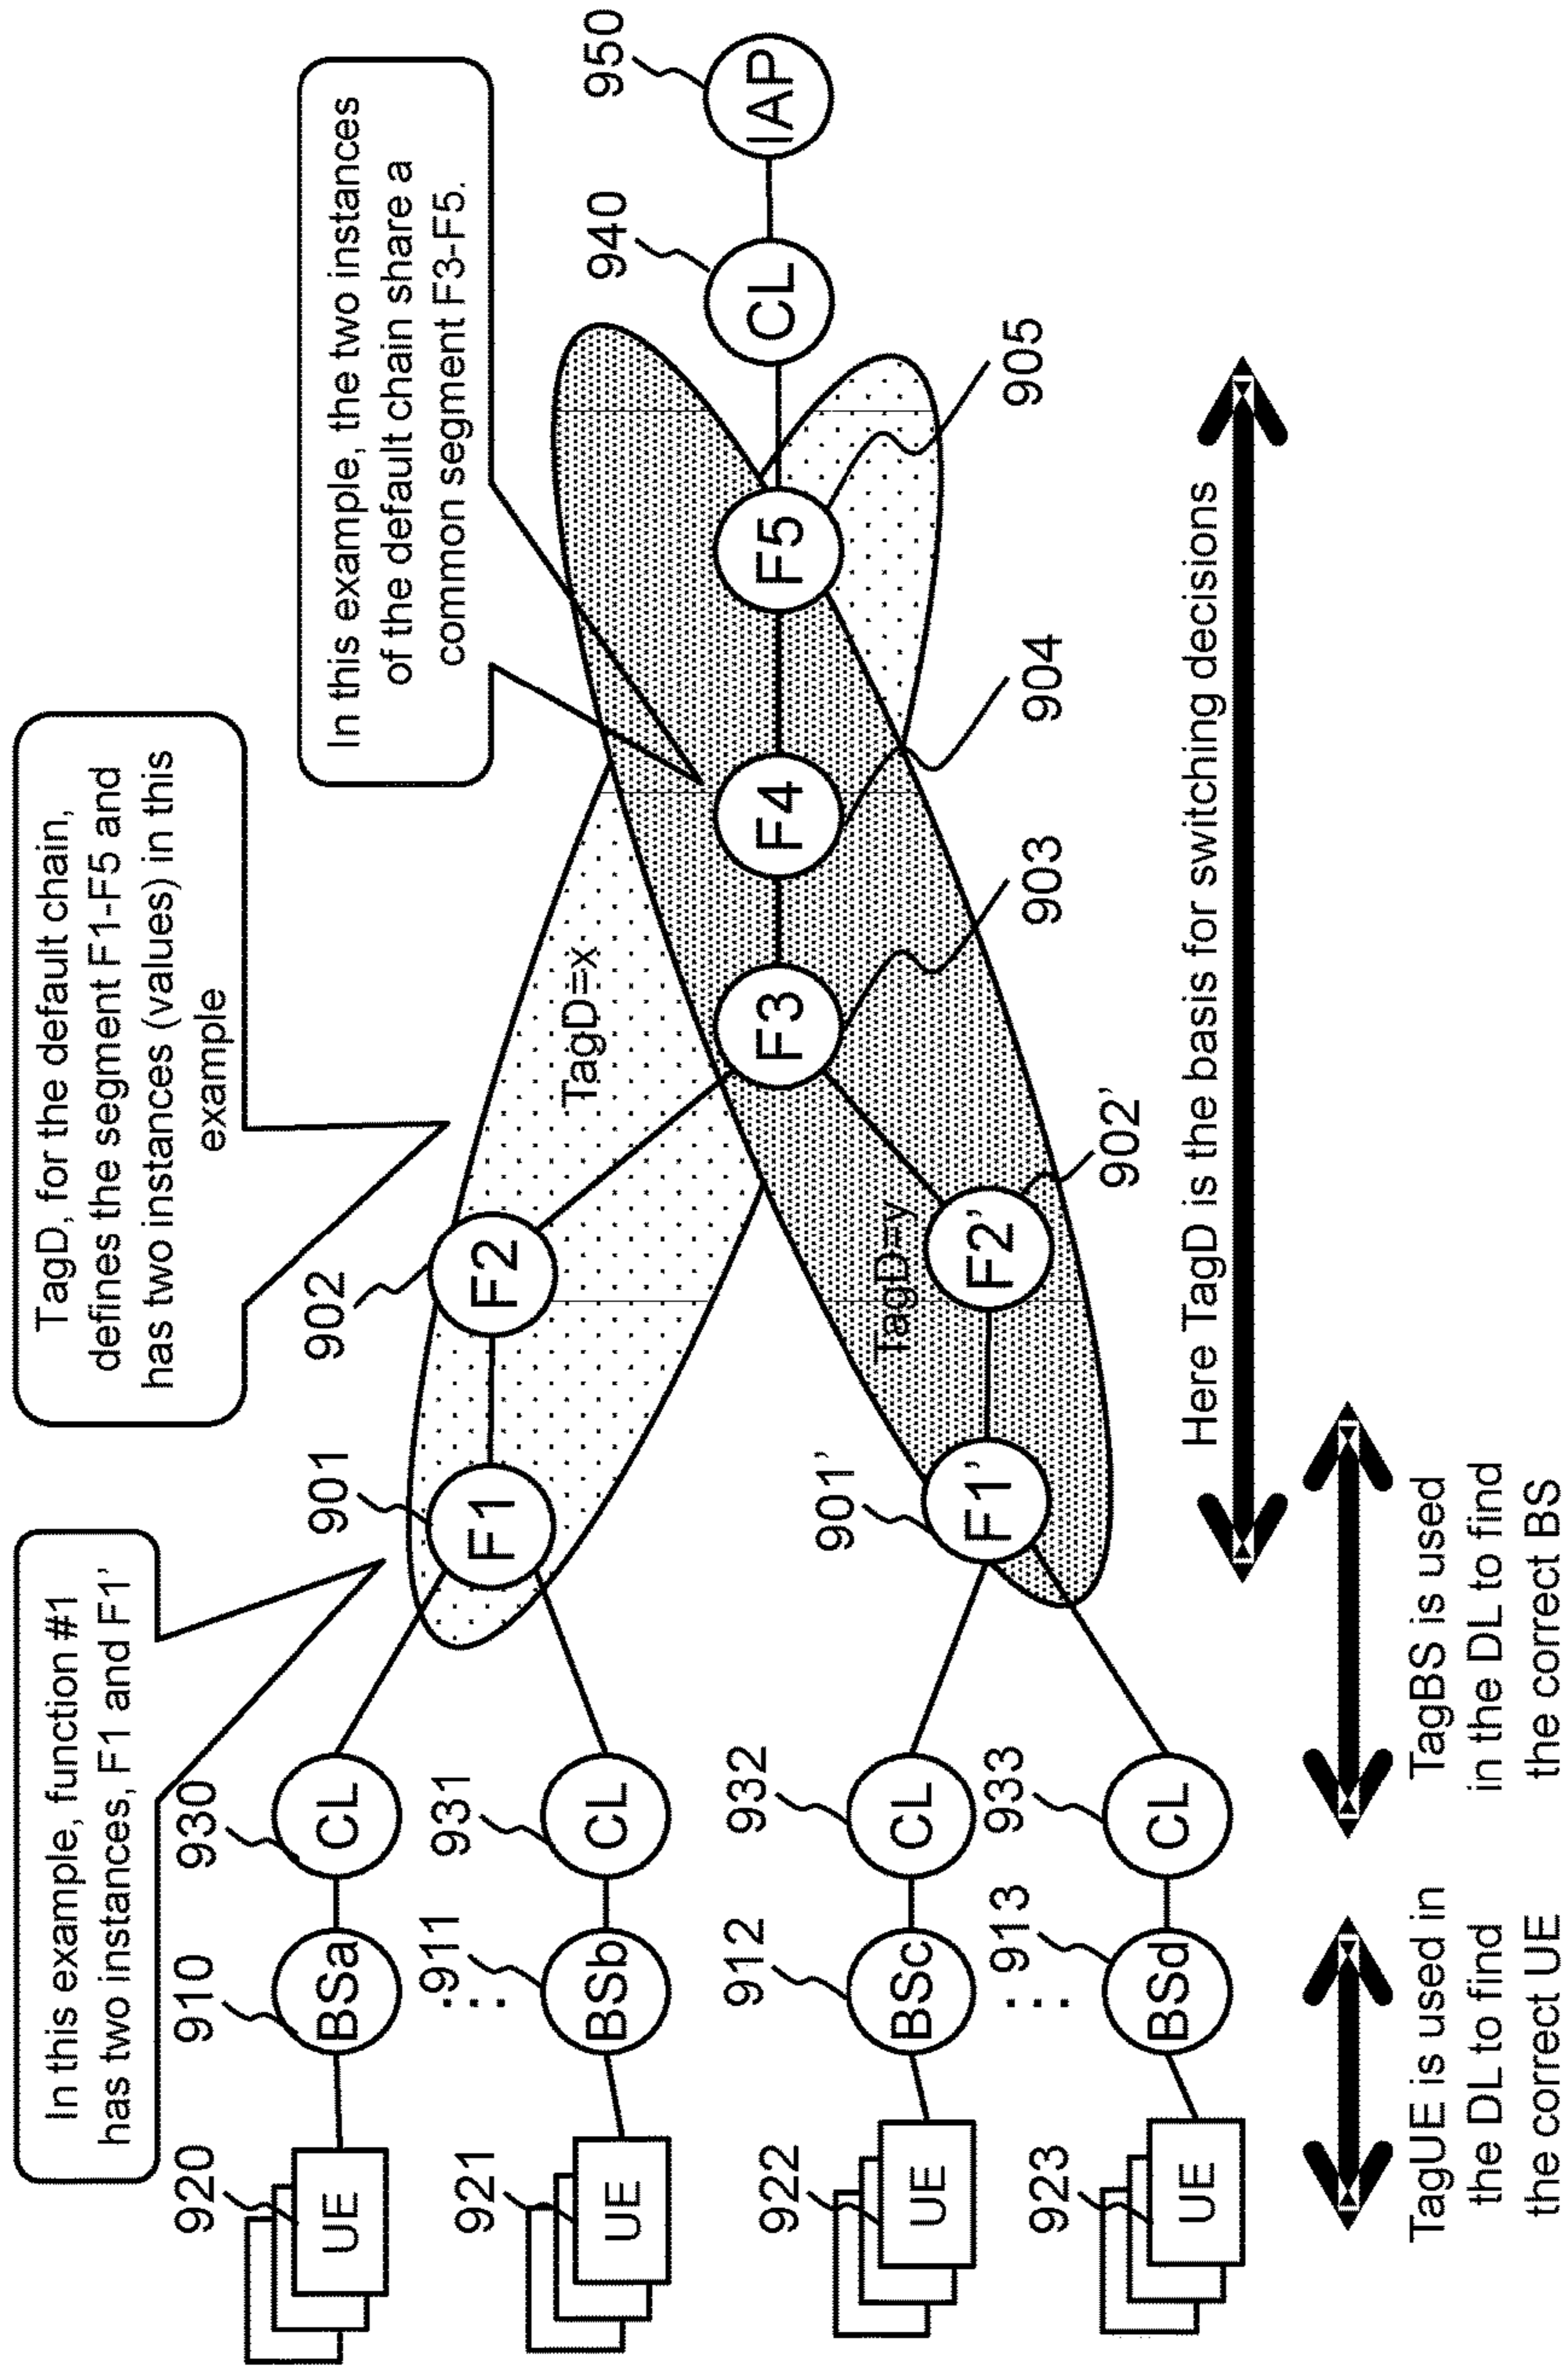 In this example, function #1
has two instances, F1 and F1'
TagD, for the default chain,
defines the segment F1-F5 and
has two instances (values) in this
example
In this example, the two instances
of the default chain share a
common segment F3-F5.
920
UE
910
BSa
930
CL
901
F1
902
F2
TagD=x
921
UE
911
...
BSb
931
CL
903
F3
904
F4
905
F5
940
CL
950
IAP
922
UE
912
BSc
932
CL
901'
F1'
902'
F2'
TagD=y
923
UE
913
...
BSd
933
CL
Here TagD is the basis for switching decisions
TagUE is used in
the DL to find
the correct UE
TagBS is used
in the DL to find
the correct BS